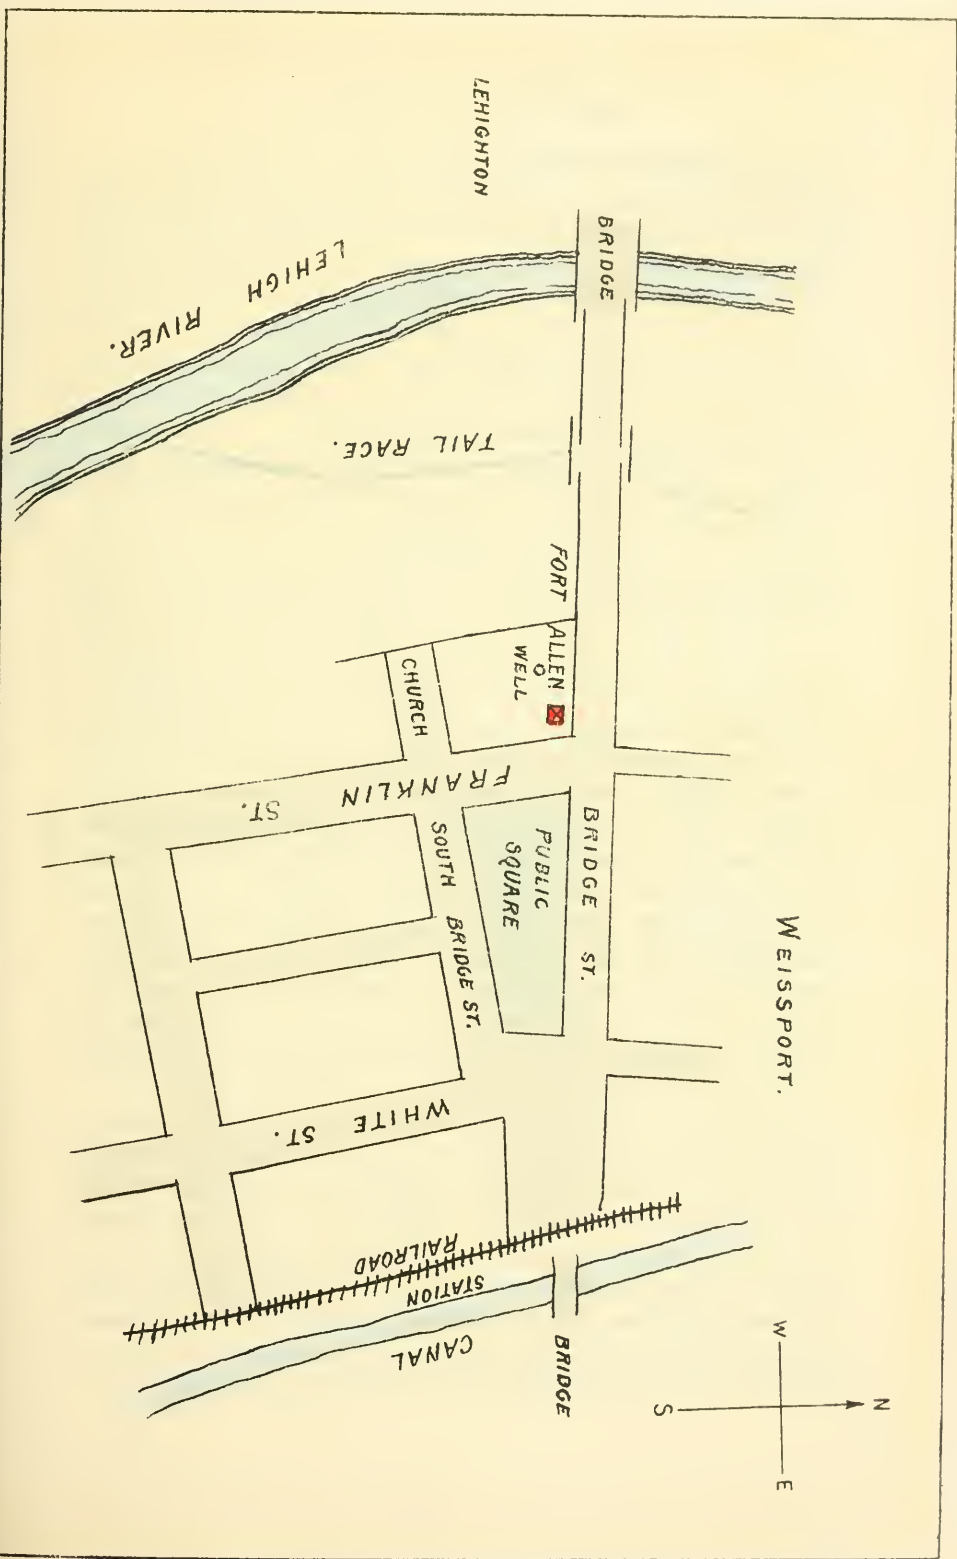 LEHIGHTON
BRIDGE
LEHIGH RIVER.
TAIL RACE.
FORT ALLEN
WELL
CHURCH
FRANKLIN ST.
PUBLIC
SQUARE
BRIDGE ST.
SOUTH BRIDGE ST.
WEISSPORT.
WHITE ST.
RAILROAD
STATION
CANAL
BRIDGE
W
N
S
E